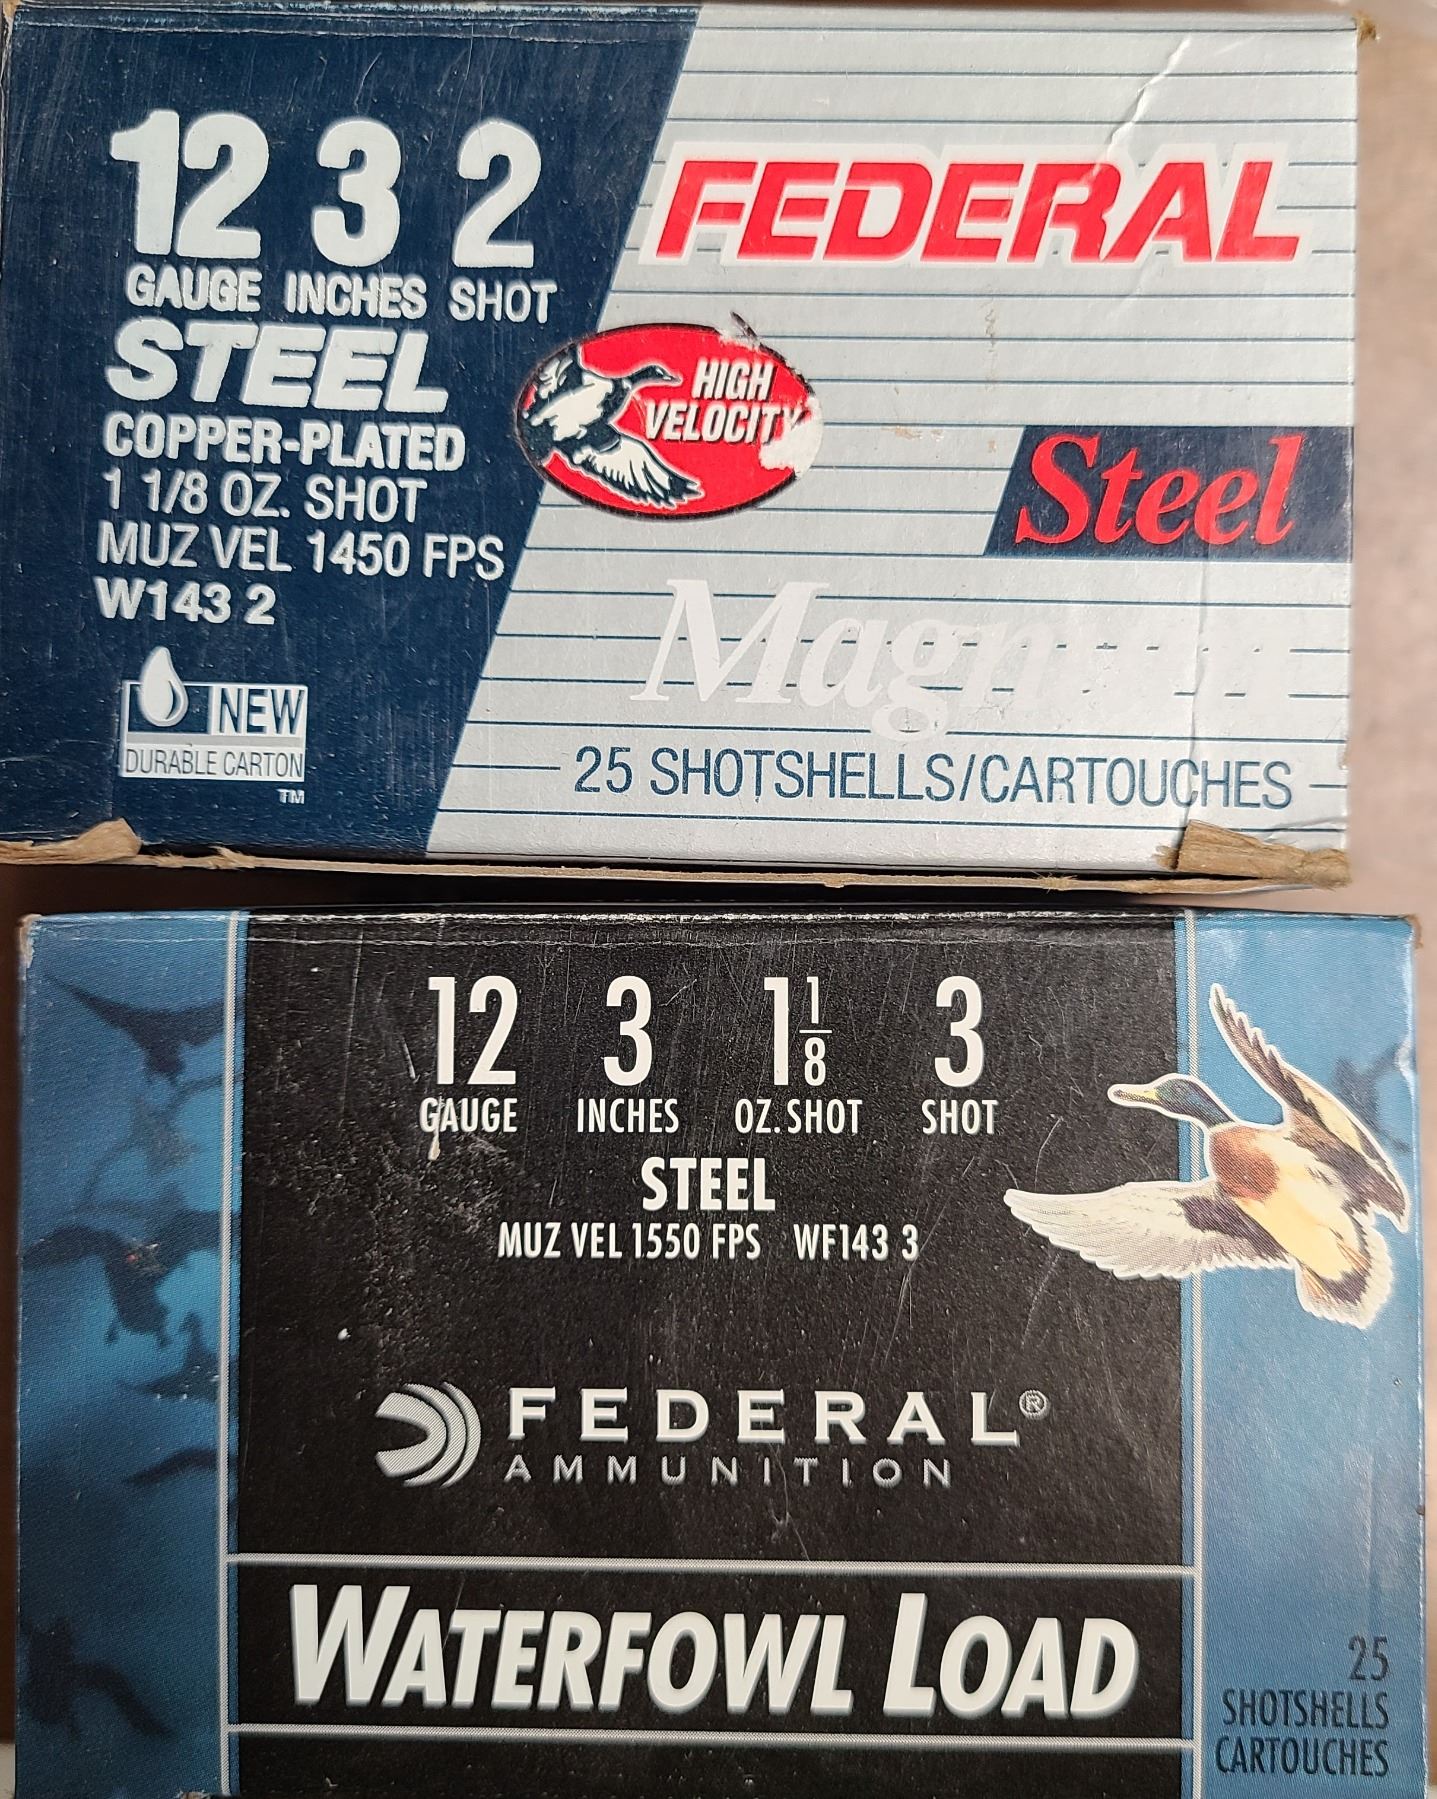 12 3 2
GAUGE INCHES SHOT
STEEL
COPPER-PLATED
1 1/8 OZ. SHOT
MUZ VEL 1450 FPS
W143 2
NEW
DURABLE CARTON
TM
FEDERAL
HIGH
VELOCITY
Steel
Magnum
25 SHOTSHELLS/CARTOUCHES
12 3 1 1/8 3
GAUGE INCHES OZ. SHOT SHOT
STEEL
MUZ VEL 1550 FPS WF143 3
FEDERAL®
AMMUNITION
WATERFOWL LOAD
25
SHOTSHELLS
CARTOUCHES